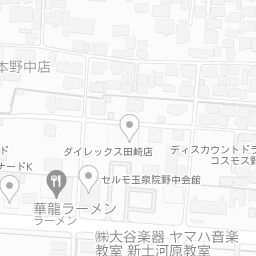 本野中店
ダイレックス田崎店
ディスカウントドラ
コスモス野
ド
ナードK
セルモ玉泉院野中会館
華龍ラーメン
ラーメン
㈱大谷楽器 ヤマハ音楽
教室 新土河原教室